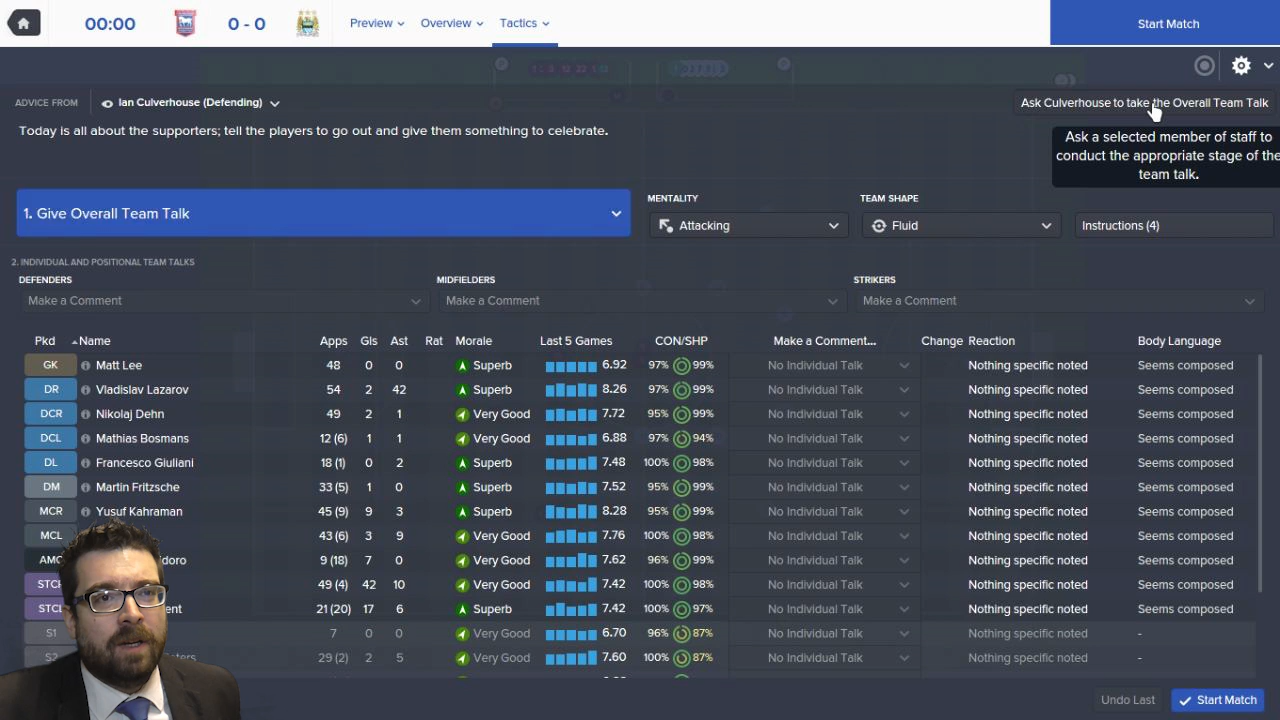 00:00
0 - 0
Preview
Overview
Tactics
Start Match
ADVICE FROM
Ian Culverhouse (Defending)
Ask Culverhouse to take the Overall Team Talk
Today is all about the supporters; tell the players to go out and give them something to celebrate.
Ask a selected member of staff to
conduct the appropriate stage of the
team talk.
1. Give Overall Team Talk
MENTALITY
Attacking
TEAM SHAPE
Fluid
Instructions (4)
2. INDIVIDUAL AND POSITIONAL TEAM TALKS
DEFENDERS
MIDFIELDERS
STRIKERS
Make a Comment
Make a Comment
Make a Comment
Pkd Name Apps Gls Ast Rat Morale Last 5 Games CON/SHP Make a Comment... Change Reaction Body Language
GK Matt Lee 48 0 0 Superb 6.92 97% 99% No Individual Talk Nothing specific noted Seems composed
DR Vladislav Lazarov 54 2 42 Superb 8.26 97% 99% No Individual Talk Nothing specific noted Seems composed
DCR Nikolaj Dehn 49 2 1 Very Good 7.72 95% 99% No Individual Talk Nothing specific noted Seems composed
DCL Mathias Bosmans 12 (6) 1 1 Very Good 6.88 97% 94% No Individual Talk Nothing specific noted Seems composed
DL Francesco Giuliani 18 (1) 0 2 Superb 7.48 100% 98% No Individual Talk Nothing specific noted Seems composed
DM Martin Fritzsche 33 (5) 1 0 Superb 7.52 95% 99% No Individual Talk Nothing specific noted Seems composed
MCR Yusuf Kahraman 45 (9) 9 3 Superb 8.28 95% 99% No Individual Talk Nothing specific noted Seems composed
MCL 43 (6) 3 9 Very Good 7.76 100% 98% No Individual Talk Nothing specific noted Seems composed
AMC 9 (18) 7 0 Very Good 7.62 96% 99% No Individual Talk Nothing specific noted Seems composed
49 (4) 42 10 Very Good 7.42 100% 98% No Individual Talk Nothing specific noted Seems composed
STCL 21 (20) 17 6 Superb 7.42 100% 97% No Individual Talk Nothing specific noted Seems composed
S1 7 0 0 Very Good 6.70 96% 87% No Individual Talk Nothing specific noted -
S2 29 (2) 2 5 Very Good 7.60 100% 87% No Individual Talk Nothing specific noted -
Undo Last
Start Match